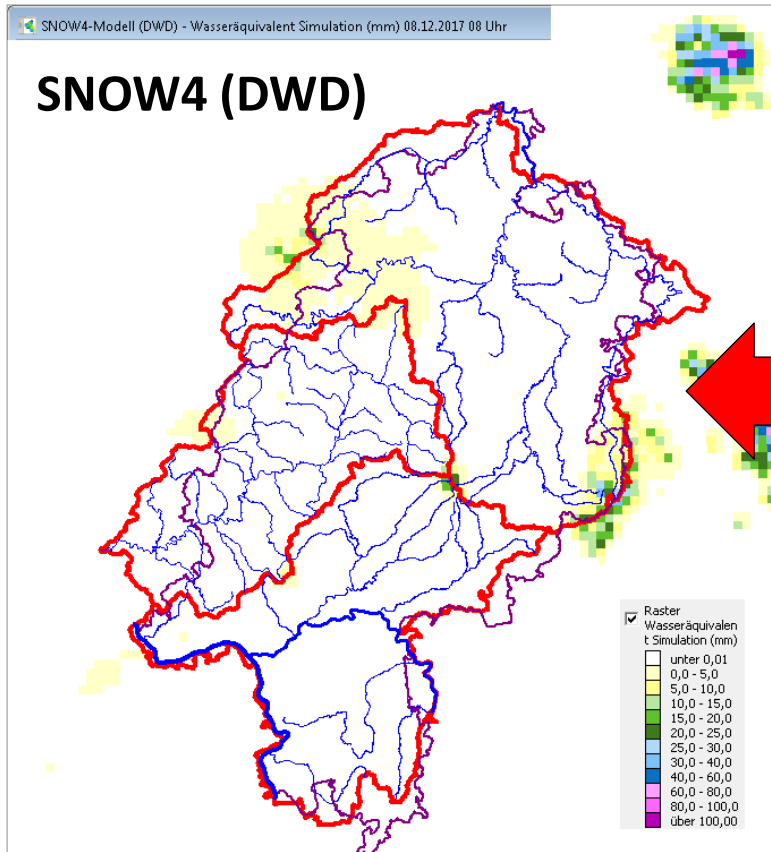 SNOW4-Modell (DWD) - Wasseräquivalent Simulation (mm) 08.12.2017 08 Uhr
SNOW4 (DWD)
Raster
Wasseräquivalen
t Simulation (mm)
unter 0,01
0,0 - 5,0
5,0 - 10,0
10,0 - 15,0
15,0 - 20,0
20,0 - 25,0
25,0 - 30,0
30,0 - 40,0
40,0 - 60,0
60,0 - 80,0
80,0 - 100,0
über 100,00